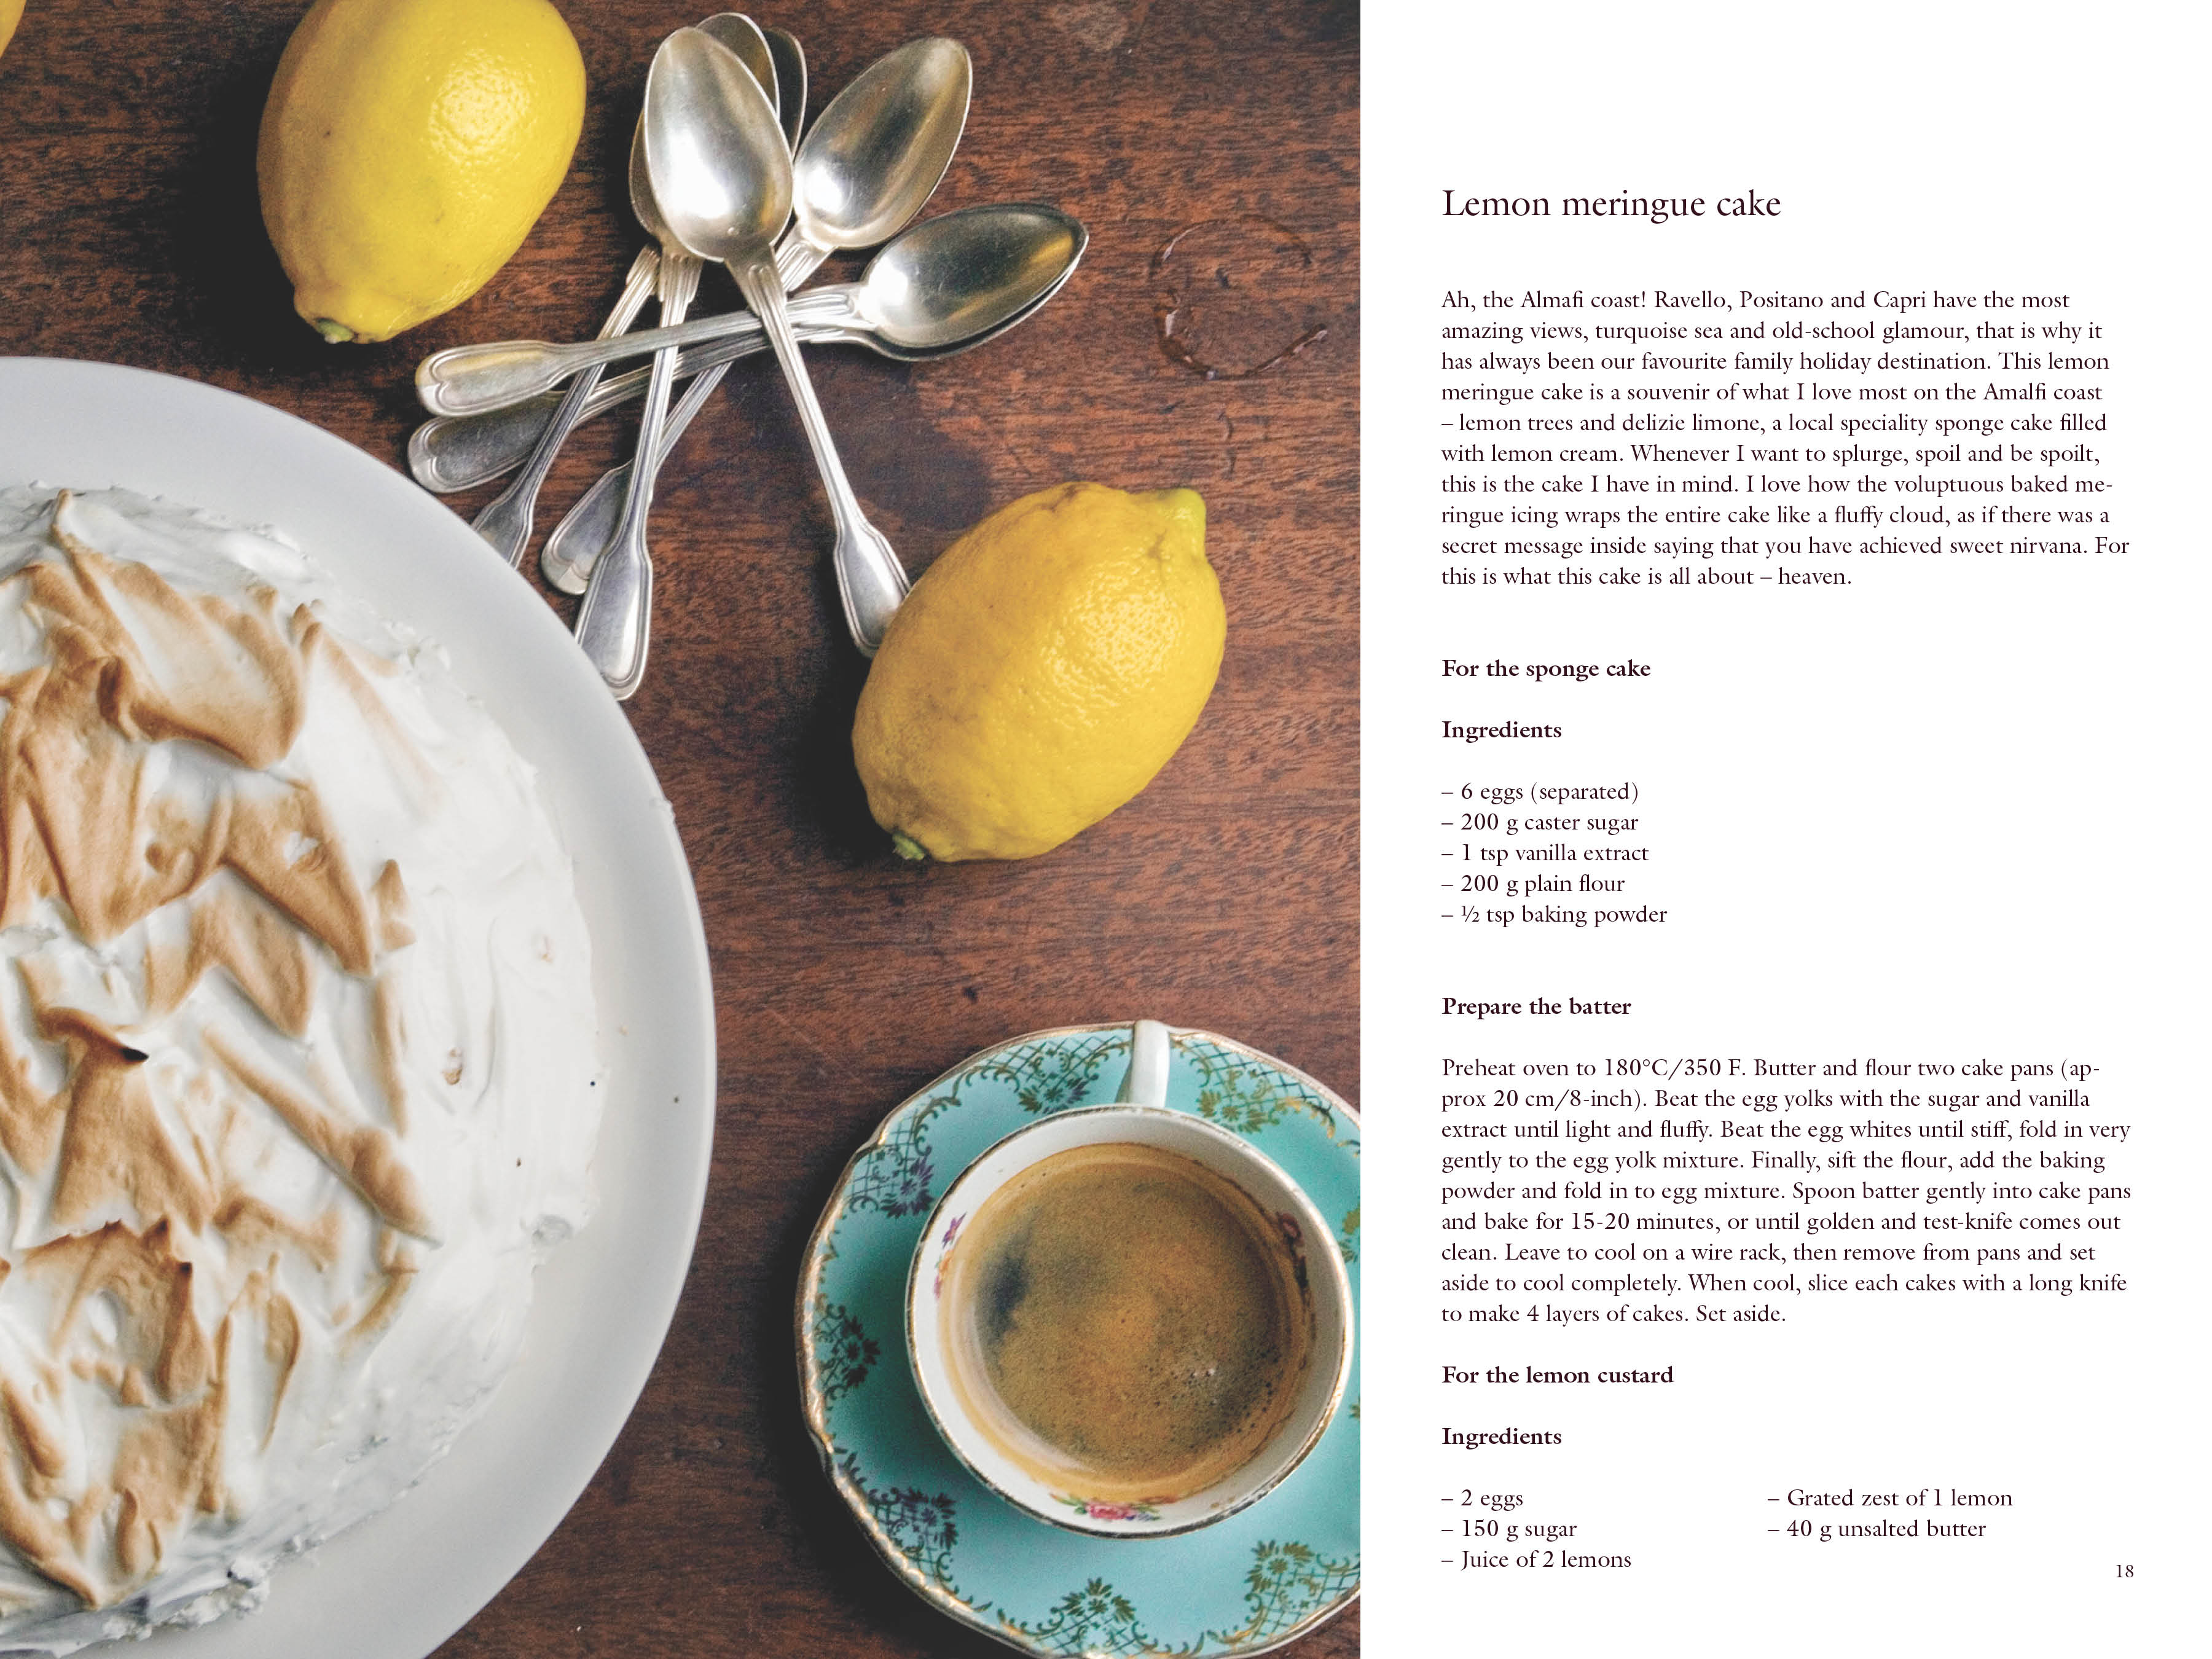 Lemon meringue cake
Ah, the Almafi coast! Ravello, Positano and Capri have the most
amazing views, turquoise sea and old-school glamour, that is why it
has always been our favourite family holiday destination. This lemon
meringue cake is a souvenir of what I love most on the Amalfi coast
– lemon trees and delizie limone, a local speciality sponge cake filled
with lemon cream. Whenever I want to splurge, spoil and be spoilt,
this is the cake I have in mind. I love how the voluptuous baked me-
ringue icing wraps the entire cake like a fluffy cloud, as if there was a
secret message inside saying that you have achieved sweet nirvana. For
this is what this cake is all about – heaven.
For the sponge cake
Ingredients
– 6 eggs (separated)
– 200 g caster sugar
– 1 tsp vanilla extract
– 200 g plain flour
– ½ tsp baking powder
Prepare the batter
Preheat oven to 180°C/350 F. Butter and flour two cake pans (ap-
prox 20 cm/8-inch). Beat the egg yolks with the sugar and vanilla
extract until light and fluffy. Beat the egg whites until stiff, fold in very
gently to the egg yolk mixture. Finally, sift the flour, add the baking
powder and fold in to egg mixture. Spoon batter gently into cake pans
and bake for 15-20 minutes, or until golden and test-knife comes out
clean. Leave to cool on a wire rack, then remove from pans and set
aside to cool completely. When cool, slice each cakes with a long knife
to make 4 layers of cakes. Set aside.
For the lemon custard
Ingredients
– 2 eggs
– 150 g sugar
– Juice of 2 lemons
– Grated zest of 1 lemon
– 40 g unsalted butter
18